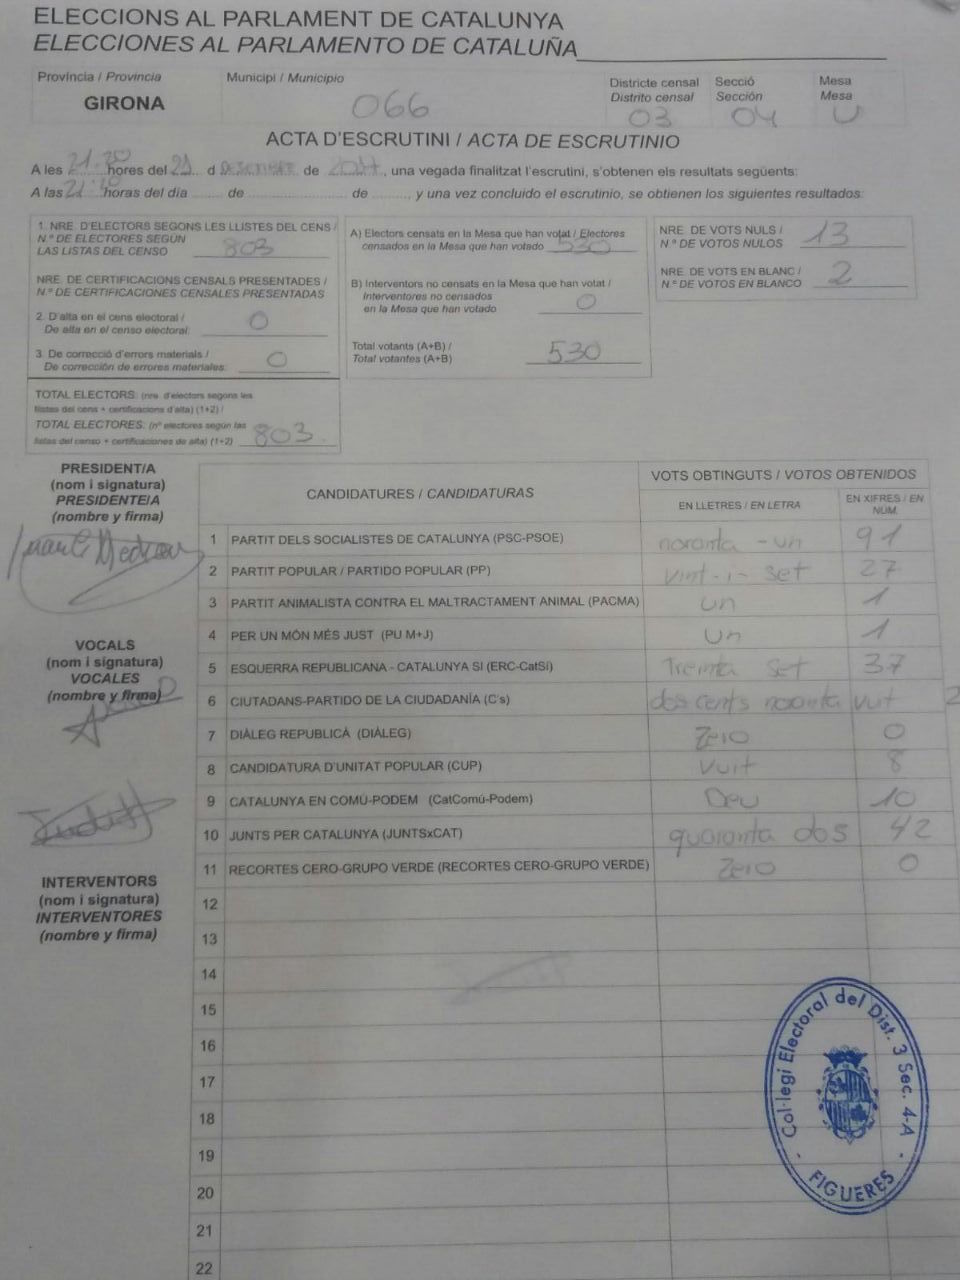 ELECCIONS AL PARLAMENT DE CATALUNYA
ELECCIONES AL PARLAMENTO DE CATALUÑA
Província / Provincia
GIRONA
Municipi / Municipio
066
Districte censal
Distrito censal
03
Secció
Sección
04
Mesa
Mesa
U
ACTA D'ESCRUTINI / ACTA DE ESCRUTINIO
A les 21:20 hores del 21 d Desembre de 2017, una vegada finalitzat l'escrutini, s'obtenen els resultats següents:
A las 21: horas del día de de , y una vez concluido el escrutinio, se obtienen los siguientes resultados:
1. NRE. D'ELECTORS SEGONS LES LLISTES DEL CENS /
N.º DE ELECTORES SEGÚN
LAS LISTAS DEL CENSO 803
NRE. DE CERTIFICACIONS CENSALS PRESENTADES /
N.º DE CERTIFICACIONES CENSALES PRESENTADAS
2. D'alta en el cens electoral /
De alta en el censo electoral: 0
3. De correcció d'errors materials /
De corrección de errores materiales: 0
TOTAL ELECTORS: (nre. d'electors segons les
llistes del cens + certificacions d'alta) (1+2) /
TOTAL ELECTORES: (nº electores según las
listas del censo + certificaciones de alta) (1+2) 803
A) Electors censats en la Mesa que han votat / Electores
censados en la Mesa que han votado 530
B) Interventors no censats en la Mesa que han votat /
Interventores no censados
en la Mesa que han votado 0
Total votants (A+B) /
Total votantes (A+B) 530
NRE. DE VOTS NULS /
N.º DE VOTOS NULOS 13
NRE. DE VOTS EN BLANC /
N.º DE VOTOS EN BLANCO 2
PRESIDENT/A
(nom i signatura)
PRESIDENTE/A
(nombre y firma)
VOCALS
(nom i signatura)
VOCALES
(nombre y firma)
INTERVENTORS
(nom i signatura)
INTERVENTORES
(nombre y firma)
CANDIDATURES / CANDIDATURAS
VOTS OBTINGUTS / VOTOS OBTENIDOS
EN LLETRES / EN LETRA
EN XIFRES / EN
NÚM.
1 PARTIT DELS SOCIALISTES DE CATALUNYA (PSC-PSOE) noranta - un 91
2 PARTIT POPULAR / PARTIDO POPULAR (PP) vint-i-set 27
3 PARTIT ANIMALISTA CONTRA EL MALTRACTAMENT ANIMAL (PACMA) un 1
4 PER UN MÓN MÉS JUST (PU M+J) un 1
5 ESQUERRA REPUBLICANA - CATALUNYA SI (ERC-CatSí) Trenta set 37
6 CIUTADANS-PARTIDO DE LA CIUDADANÍA (C's) dos cents noranta vuit 2
7 DIÀLEG REPUBLICÀ (DIÀLEG) Zero 0
8 CANDIDATURA D'UNITAT POPULAR (CUP) Vuit 8
9 CATALUNYA EN COMÚ-PODEM (CatComú-Podem) Deu 10
10 JUNTS PER CATALUNYA (JUNTSxCAT) quaranta dos 42
11 RECORTES CERO-GRUPO VERDE (RECORTES CERO-GRUPO VERDE) Zero 0
12
13
14
15
16
17
18
19
20
21
22
Col·legi Electoral del Dist. 3 Sec. 4-A
- FIGUERES -